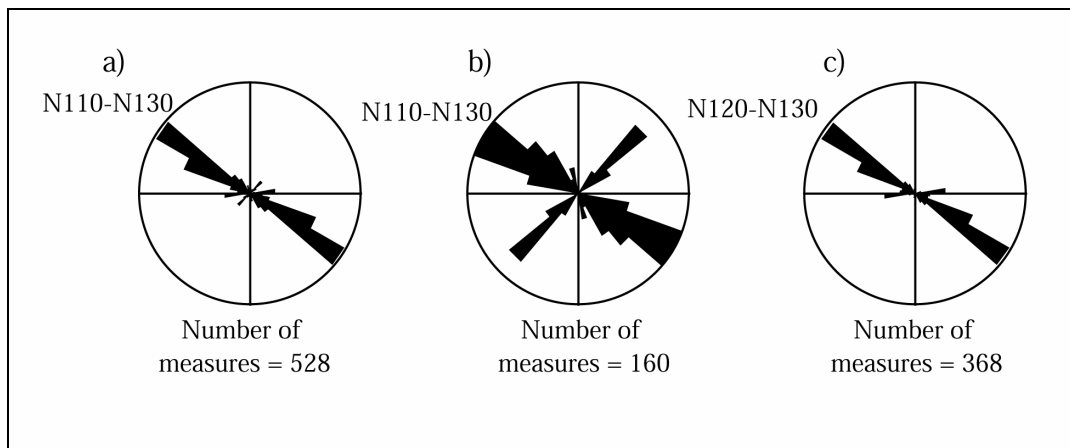 a)
N110-N130
Number of
measures = 528
b)
N110-N130
Number of
measures = 160
c)
N120-N130
Number of
measures = 368